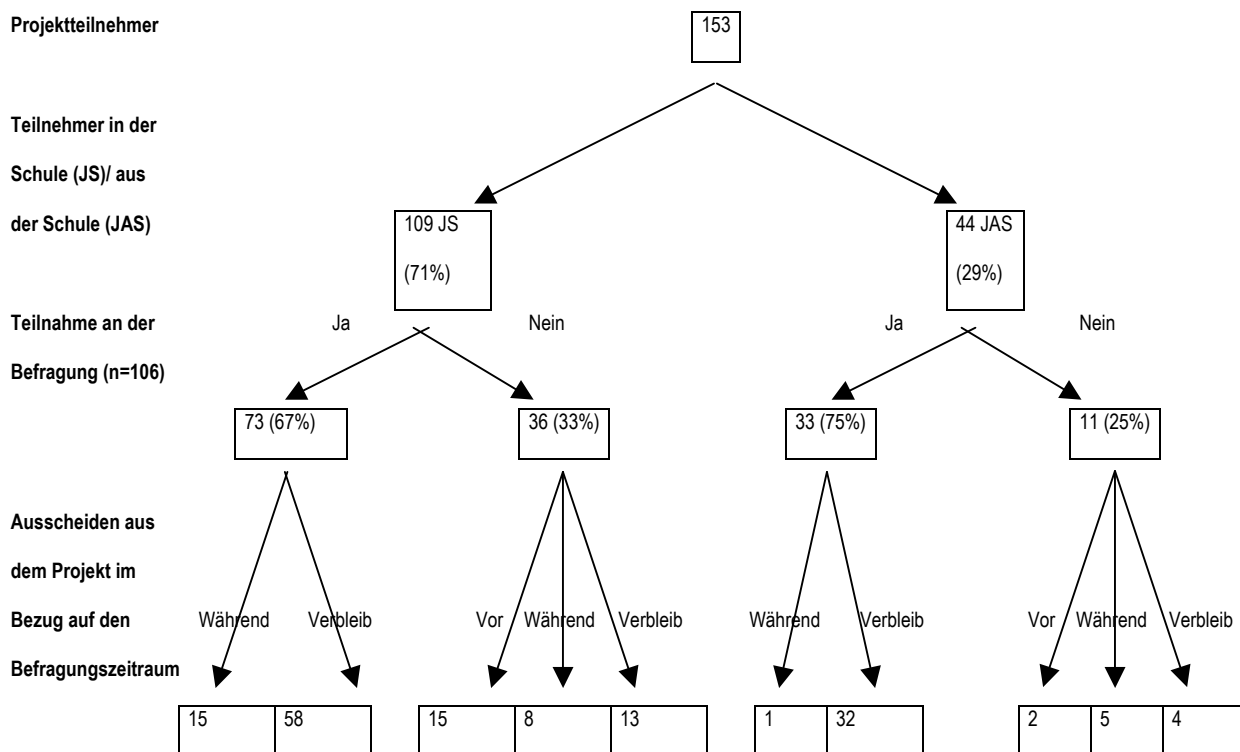 Projektteilnehmer
153
Teilnehmer in der
Schule (JS)/ aus
der Schule (JAS)
109 JS
(71%)
44 JAS
(29%)
Teilnahme an der
Befragung (n=106)
Ja
Nein
Ja
Nein
73 (67%)
36 (33%)
33 (75%)
11 (25%)
Ausscheiden aus
dem Projekt im
Bezug auf den
Befragungszeitraum
Während
Verbleib
Vor
Während
Verbleib
Während
Verbleib
Vor
Während
Verbleib
15
58
15
8
13
1
32
2
5
4